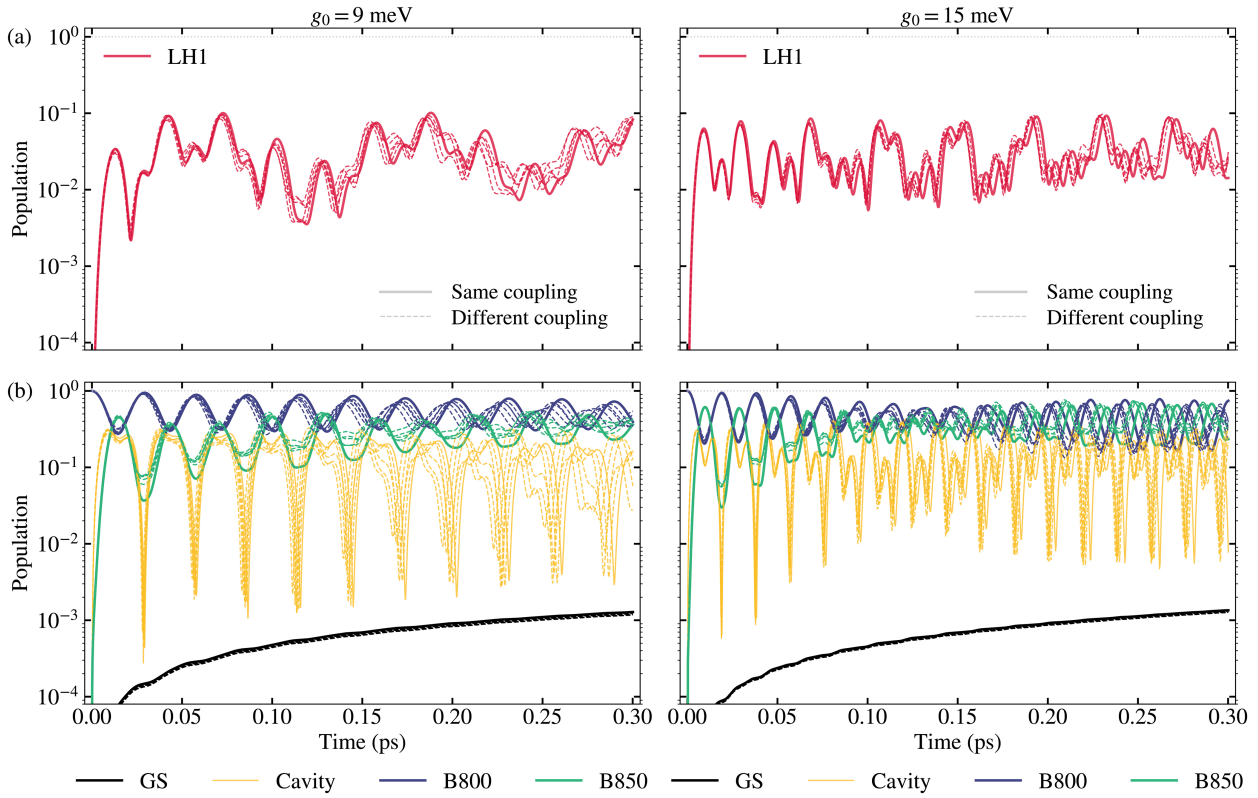 g₀ = 9 meV
g₀ = 15 meV
(a)
10⁰
10⁻¹
10⁻²
10⁻³
10⁻⁴
Population
LH1
Same coupling
Different coupling
LH1
Same coupling
Different coupling
(b)
10⁰
10⁻¹
10⁻²
10⁻³
10⁻⁴
Population
0.00 0.05 0.10 0.15 0.20 0.25 0.30
Time (ps)
0.00 0.05 0.10 0.15 0.20 0.25 0.30
Time (ps)
GS Cavity B800 B850 GS Cavity B800 B850